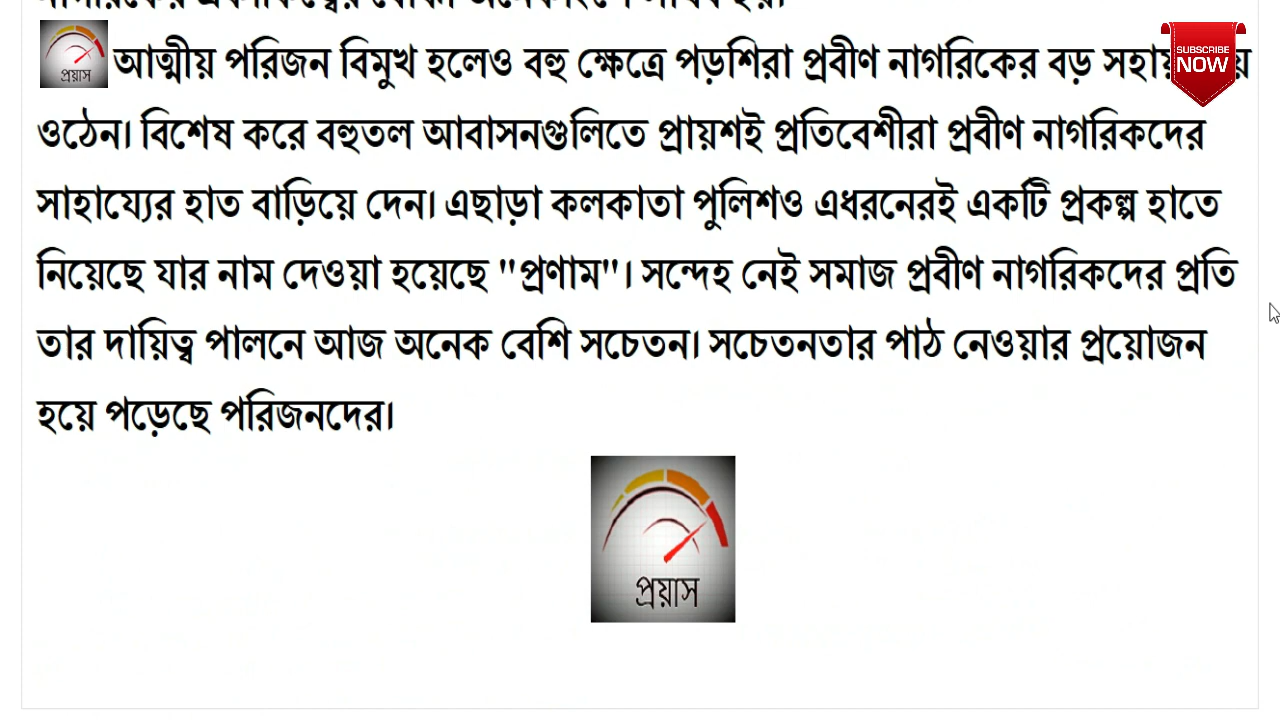 প্রয়াস
আত্মীয় পরিজন বিমুখ হলেও বহু ক্ষেত্রে পড়শিরা প্রবীণ নাগরিকের বড়
SUBSCRIBE
NOW
ওঠেন। বিশেষ করে বহুতল আবাসনগুলিতে প্রায়শই প্রতিবেশীরা প্রবীণ নাগরিকদের
সাহায্যের হাত বাড়িয়ে দেন। এছাড়া কলকাতা পুলিশও এধরনেরই একটি প্রকল্প হাতে
নিয়েছে যার নাম দেওয়া হয়েছে "প্রণাম"। সন্দেহ নেই সমাজ প্রবীণ নাগরিকদের প্রতি
তার দায়িত্ব পালনে আজ অনেক বেশি সচেতন। সচেতনতার পাঠ নেওয়ার প্রয়োজন
হয়ে পড়েছে পরিজনদের।
প্রয়াস